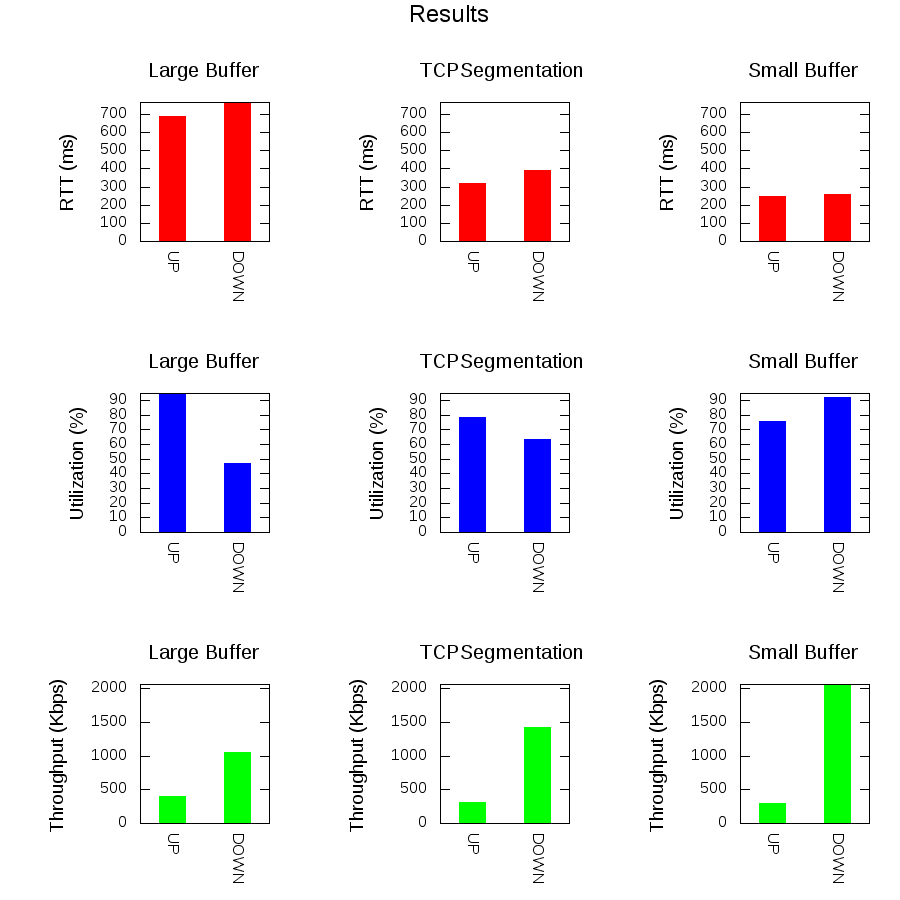 Results
Large Buffer
TCPSegmentation
Small Buffer
RTT (ms)
700
600
500
400
300
200
100
0
UP
DOWN
RTT (ms)
700
600
500
400
300
200
100
0
UP
DOWN
RTT (ms)
700
600
500
400
300
200
100
0
UP
DOWN
Large Buffer
TCPSegmentation
Small Buffer
Utilization (%)
90
80
70
60
50
40
30
20
10
0
UP
DOWN
Utilization (%)
90
80
70
60
50
40
30
20
10
0
UP
DOWN
Utilization (%)
90
80
70
60
50
40
30
20
10
0
UP
DOWN
Large Buffer
TCPSegmentation
Small Buffer
Throughput (Kbps)
2000
1500
1000
500
0
UP
DOWN
Throughput (Kbps)
2000
1500
1000
500
0
UP
DOWN
Throughput (Kbps)
2000
1500
1000
500
0
UP
DOWN